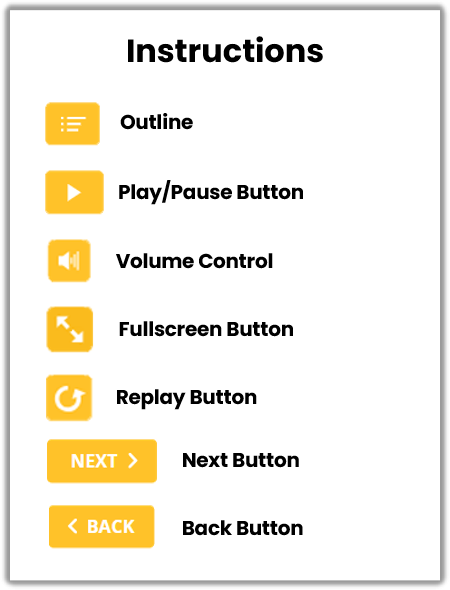 Instructions
Outline
Play/Pause Button
Volume Control
Fullscreen Button
Replay Button
NEXT Next Button
BACK Back Button